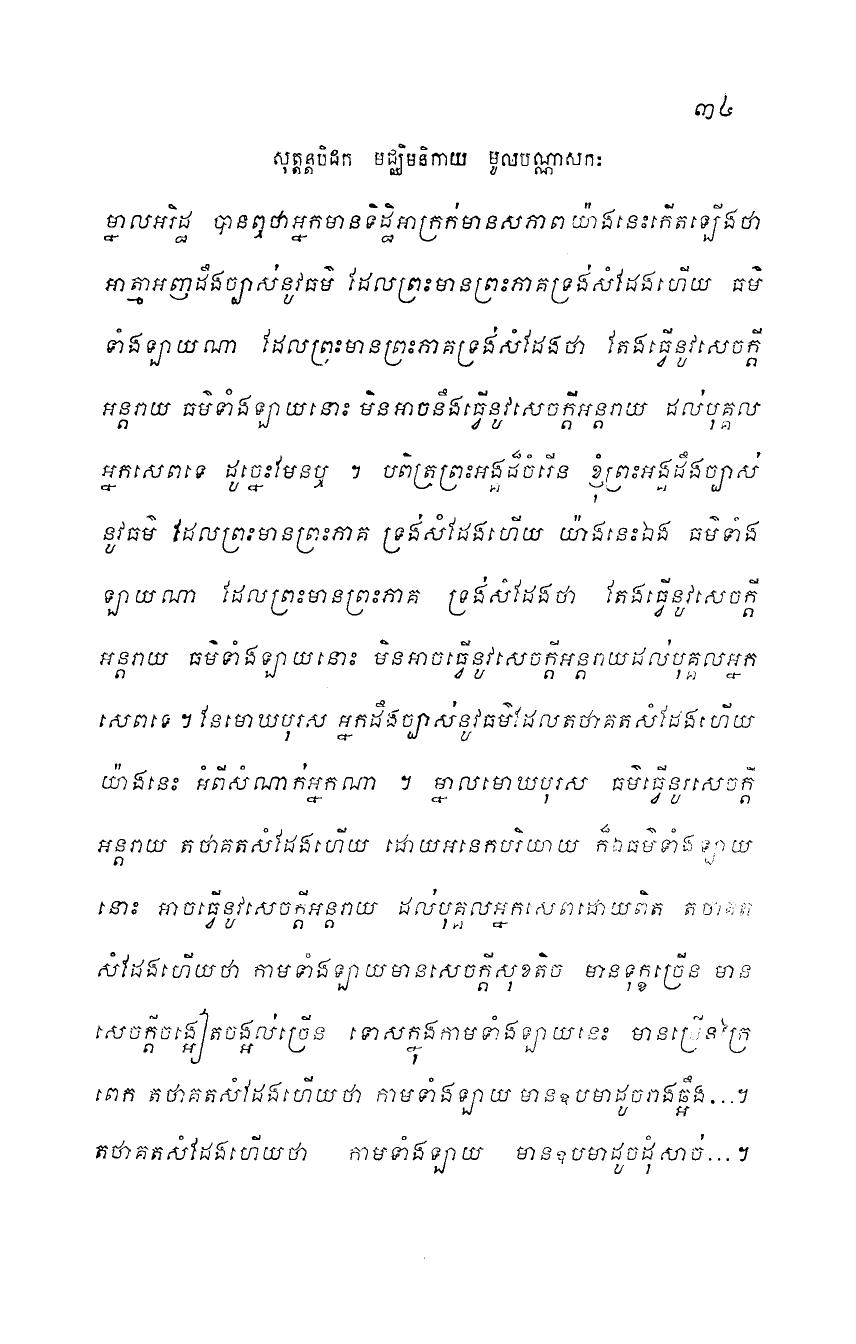 ៣៤
សុត្តន្តបិដក មជ្ឈិមនិកាយ មូលបណ្ណាសកៈ
ម្នាលអរិដ្ឋ បានឮថាអ្នកមានទិដ្ឋិអាក្រក់មានសភាព យ៉ាងនេះកើតឡើងថា
អាត្មាអញដឹងច្បាស់នូវធម៌ ដែលព្រះមានព្រះភាគទ្រង់សំដែងហើយ ធម៌
ទាំងឡាយណា ដែលព្រះមានព្រះភាគទ្រង់សំដែងថា តែងធ្វើនូវសេចក្តី
អន្តរាយ ធម៌ទាំងឡាយនោះ មិនអាចនឹងធ្វើនូវសេចក្តីអន្តរាយ ដល់បុគ្គល
អ្នកសេពទេ ដូច្នេះមែនឬ ។ បពិត្រព្រះអង្គដ៏ចំរើន ខ្ញុំព្រះអង្គដឹងច្បាស់
នូវធម៌ ដែលព្រះមានព្រះភាគ ទ្រង់សំដែងហើយ យ៉ាងនេះឯង ធម៌ទាំង
ឡាយណា ដែលព្រះមានព្រះភាគ ទ្រង់សំដែងថា តែងធ្វើនូវសេចក្តី
អន្តរាយ ធម៌ទាំងឡាយនោះ មិនអាចធ្វើនូវសេចក្តីអន្តរាយដល់បុគ្គលអ្នក
សេពទេ ។ នែមោឃបុរស អ្នកដឹងច្បាស់នូវធម៌ដែលតថាគតសំដែងហើយ
យ៉ាងនេះ អំពីសំណាក់អ្នកណា ។ ម្នាលមោឃបុរស ធម៌ធ្វើនូវសេចក្តី
អន្តរាយ តថាគតសំដែងហើយ ដោយអនេកបរិយាយ ក៏ឯធម៌ទាំងឡាយ
នោះ អាចធ្វើនូវសេចក្តីអន្តរាយ ដល់បុគ្គលអ្នកសេពដោយពិត តថាគត
សំដែងហើយថា កាមទាំងឡាយមានសេចក្តីសុខតិច មានទុក្ខច្រើន មាន
សេចក្តីចង្អៀតចង្អល់ច្រើន ទោសក្នុងកាមទាំងឡាយនេះ មានច្រើនក្រៃ
ពេក តថាគតសំដែងហើយថា កាមទាំងឡាយ មានឧបមាដូចរាងឆ្អឹង...។
តថាគតសំដែងហើយថា កាមទាំងឡាយ មានឧបមាដូចដុំសាច់...។